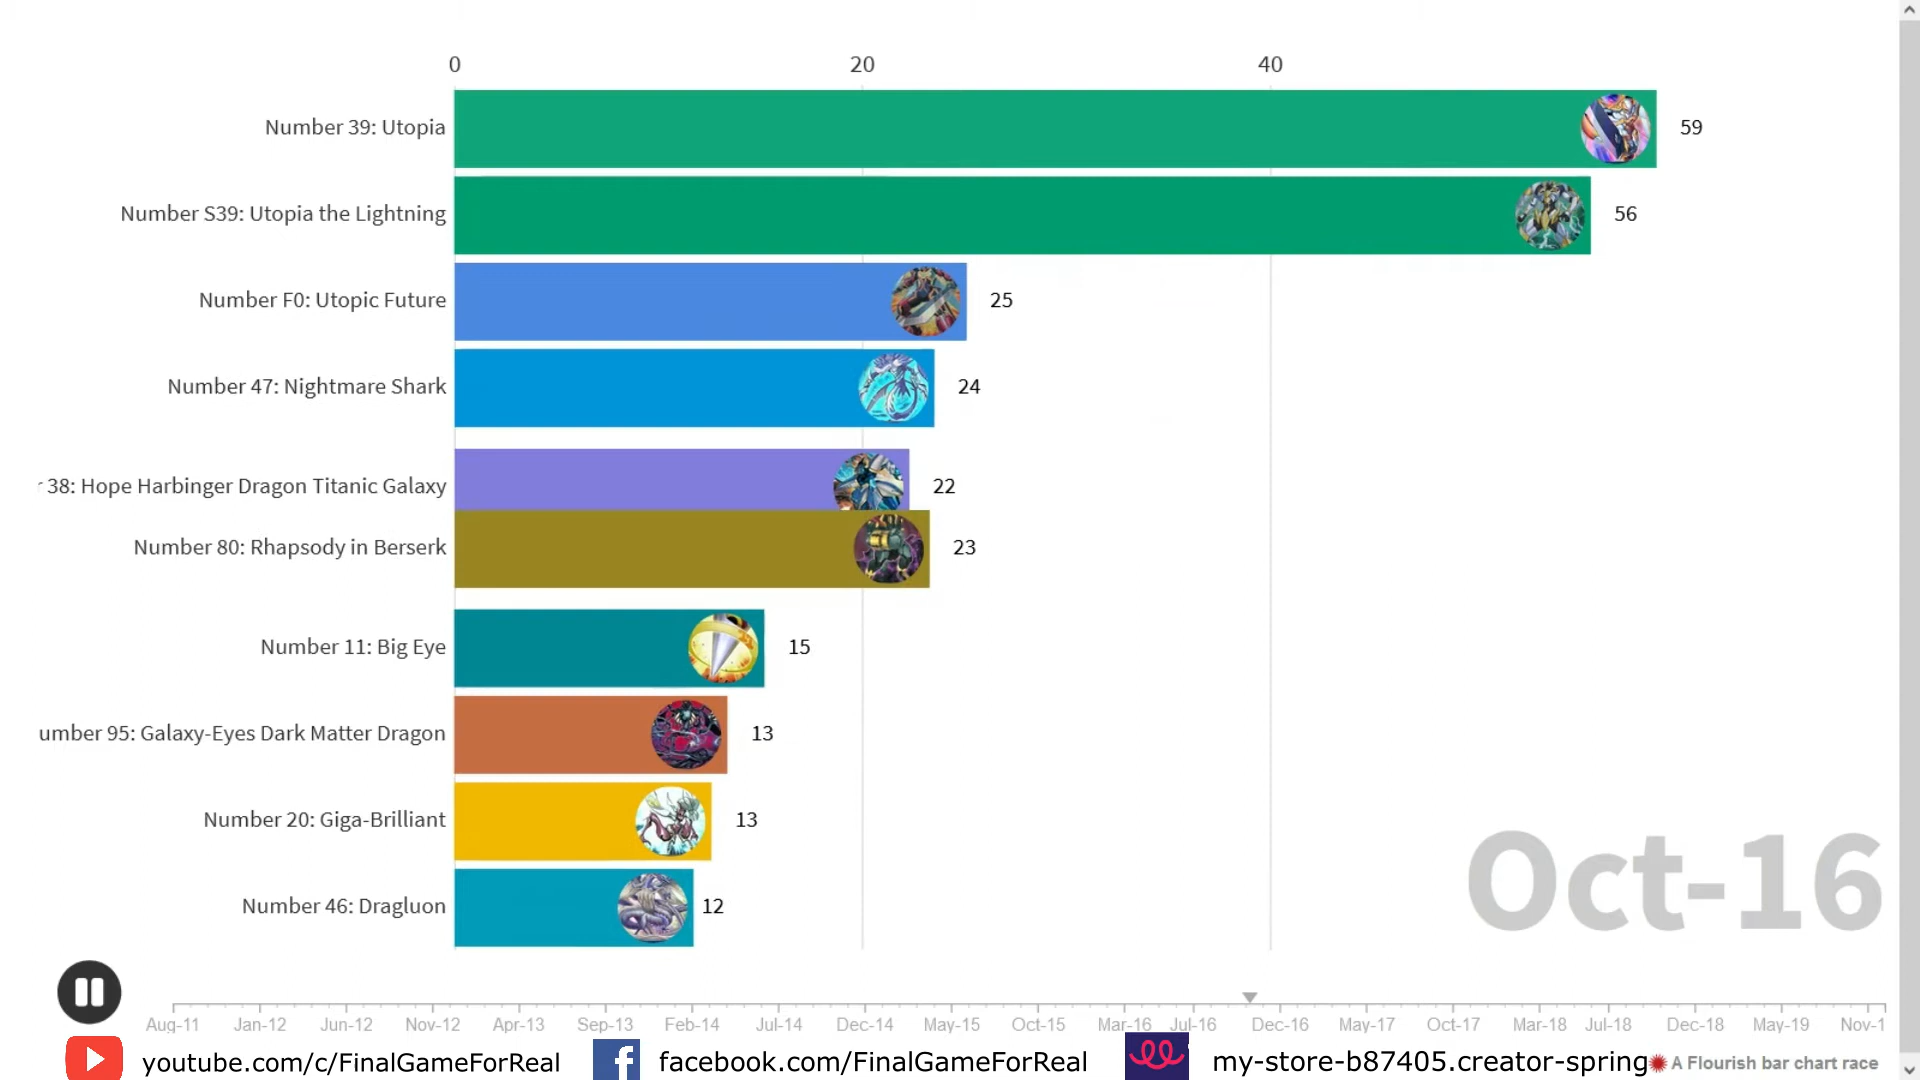 0 20 40
Number 39: Utopia 59
Number S39: Utopia the Lightning 56
Number F0: Utopic Future 25
Number 47: Nightmare Shark 24
38: Hope Harbinger Dragon Titanic Galaxy 22
Number 80: Rhapsody in Berserk 23
Number 11: Big Eye 15
umber 95: Galaxy-Eyes Dark Matter Dragon 13
Number 20: Giga-Brilliant 13
Number 46: Dragluon 12
Oct-16
Aug-11 Jan-12 Jun-12 Nov-12 Apr-13 Sep-13 Feb-14 Jul-14 Dec-14 May-15 Oct-15 Mar-16 Jul-16 Dec-16 May-17 Oct-17 Mar-18 Jul-18 Dec-18 May-19 Nov-1
youtube.com/c/FinalGameForReal facebook.com/FinalGameForReal my-store-b87405.creator-spring A Flourish bar chart race